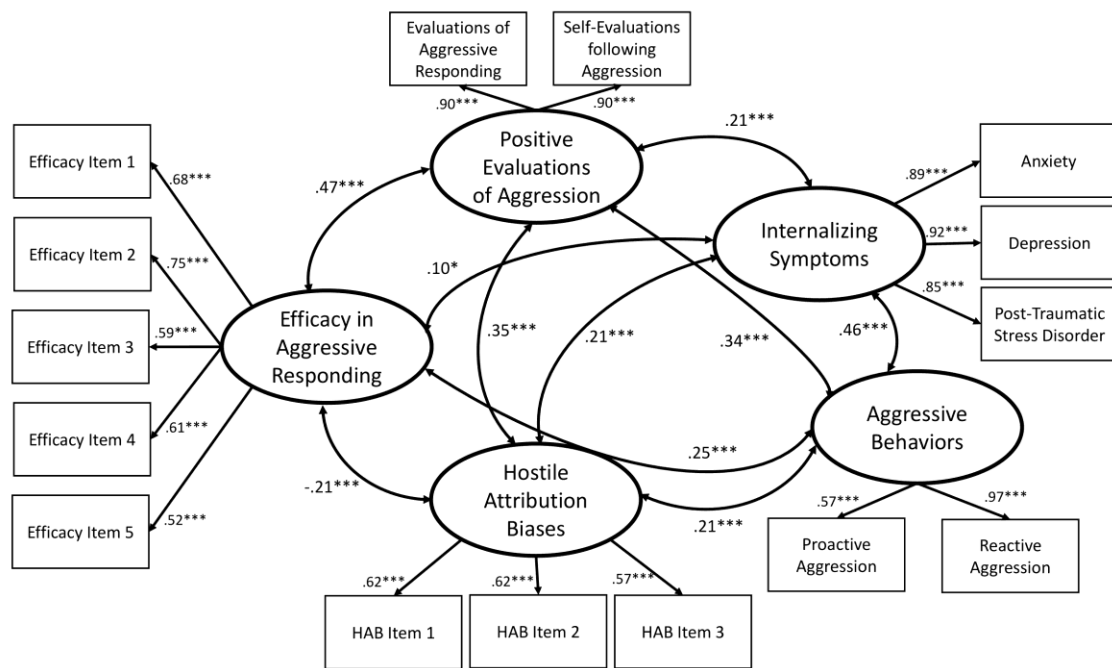 Evaluations of
Aggressive
Responding
Self-Evaluations
following
Aggression
.90***
.90***
Positive
Evaluations
of Aggression
.21***
Efficacy Item 1
.68***
.47***
Anxiety
.89***
Efficacy Item 2
.75***
Internalizing
Symptoms
.92***
Depression
.10*
.85***
Post-Traumatic
Stress Disorder
Efficacy Item 3
.59***
Efficacy in
Aggressive
Responding
.35***
.21***
.34***
.46***
Efficacy Item 4
.61***
Aggressive
Behaviors
.25***
Efficacy Item 5
.52***
-.21***
Hostile
Attribution
Biases
.21***
.57***
.97***
Proactive
Aggression
Reactive
Aggression
.62***
.62***
.57***
HAB Item 1
HAB Item 2
HAB Item 3